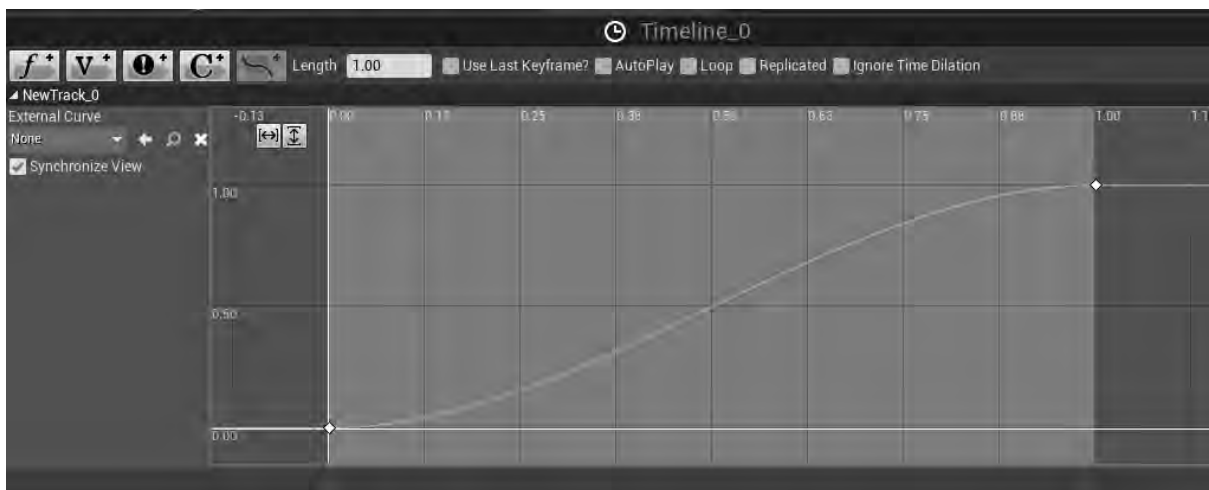 Timeline_0
f+ V+ !+ C+ Length 1.00 Use Last Keyframe? AutoPlay Loop Replicated Ignore Time Dilation
NewTrack_0
External Curve
None
Synchronize View
-0.13 0.00 0.13 0.25 0.38 0.50 0.63 0.75 0.88 1.00
1.00
0.50
0.00